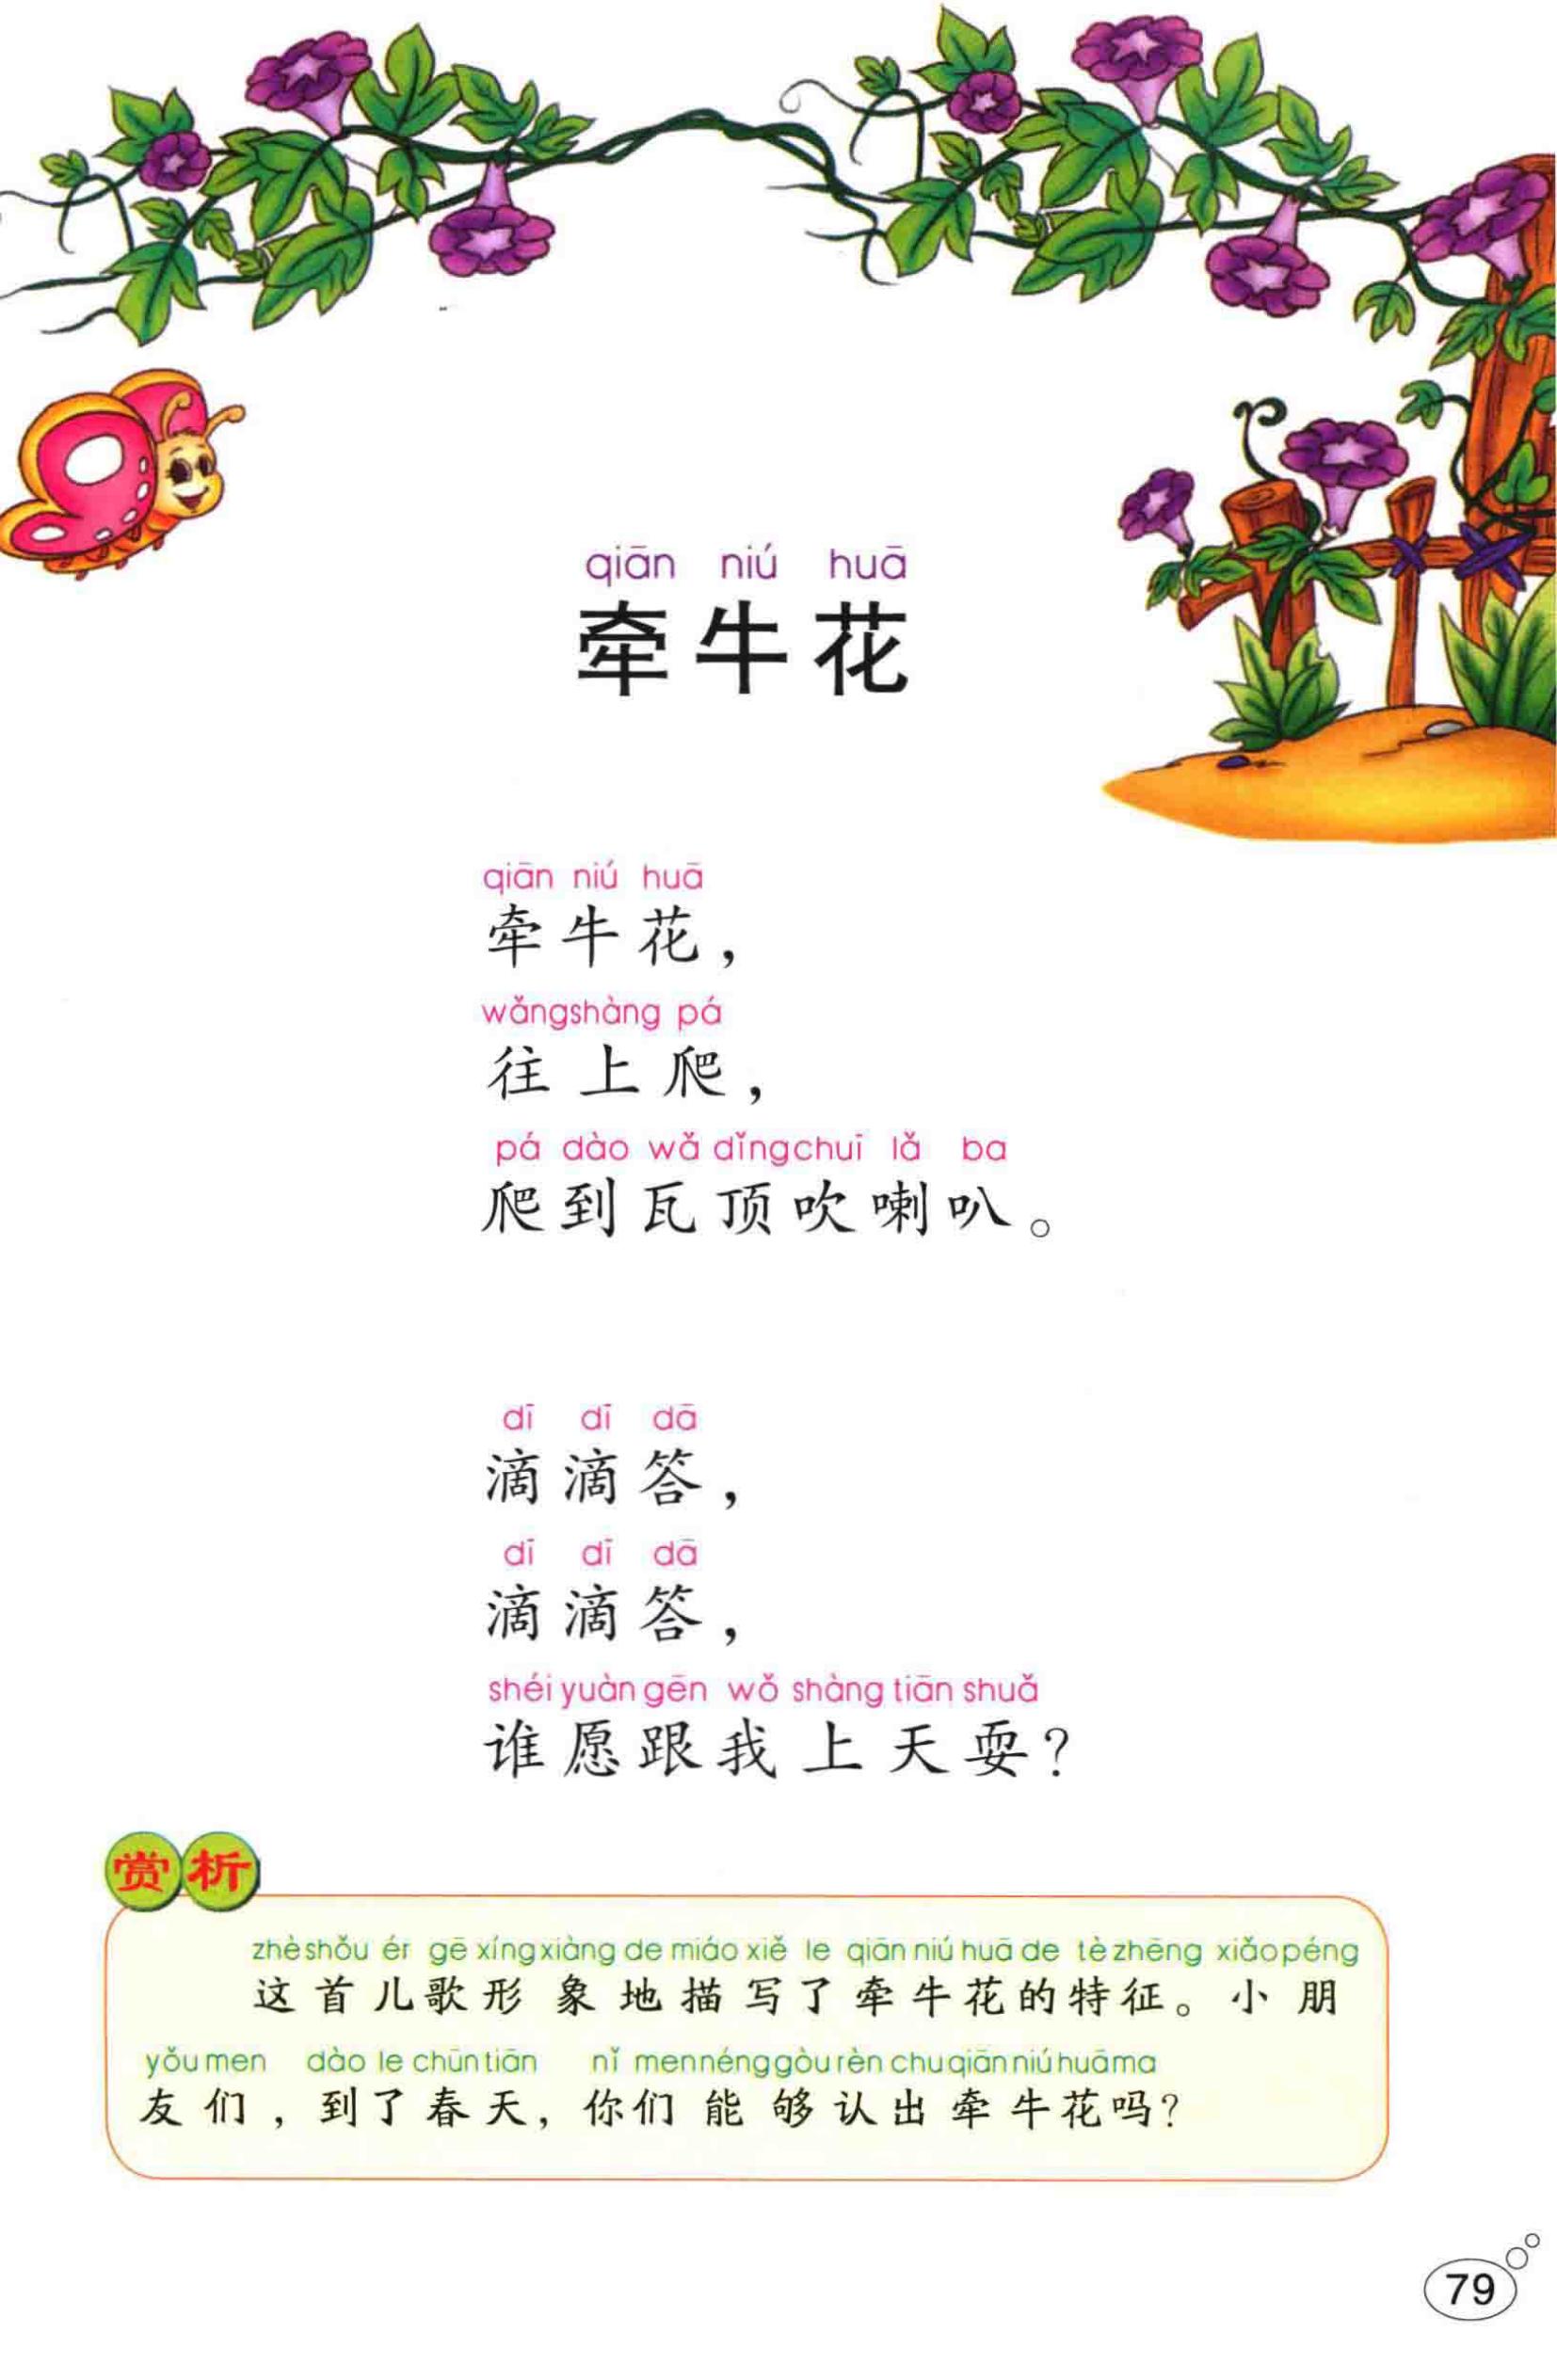 qiān niú huā
牵牛花
qiān niú huā
牵牛花，
wǎngshàng pá
往上爬，
pá dào wǎ dǐngchuī lǎ ba
爬到瓦顶吹喇叭。
dī dī dā
滴滴答，
dī dī dā
滴滴答，
shéi yuàn gēn wǒ shàng tiān shuǎ
谁愿跟我上天耍？
赏析
zhè shǒu ér gē xíng xiàng de miáo xiě le qiān niú huā de tè zhēng xiǎo péng
这首儿歌形象地描写了牵牛花的特征。小朋
yǒu men dào le chūn tiān nǐ men néng gòu rèn chu qiān niú huā ma
友们，到了春天，你们能够认出牵牛花吗？
79